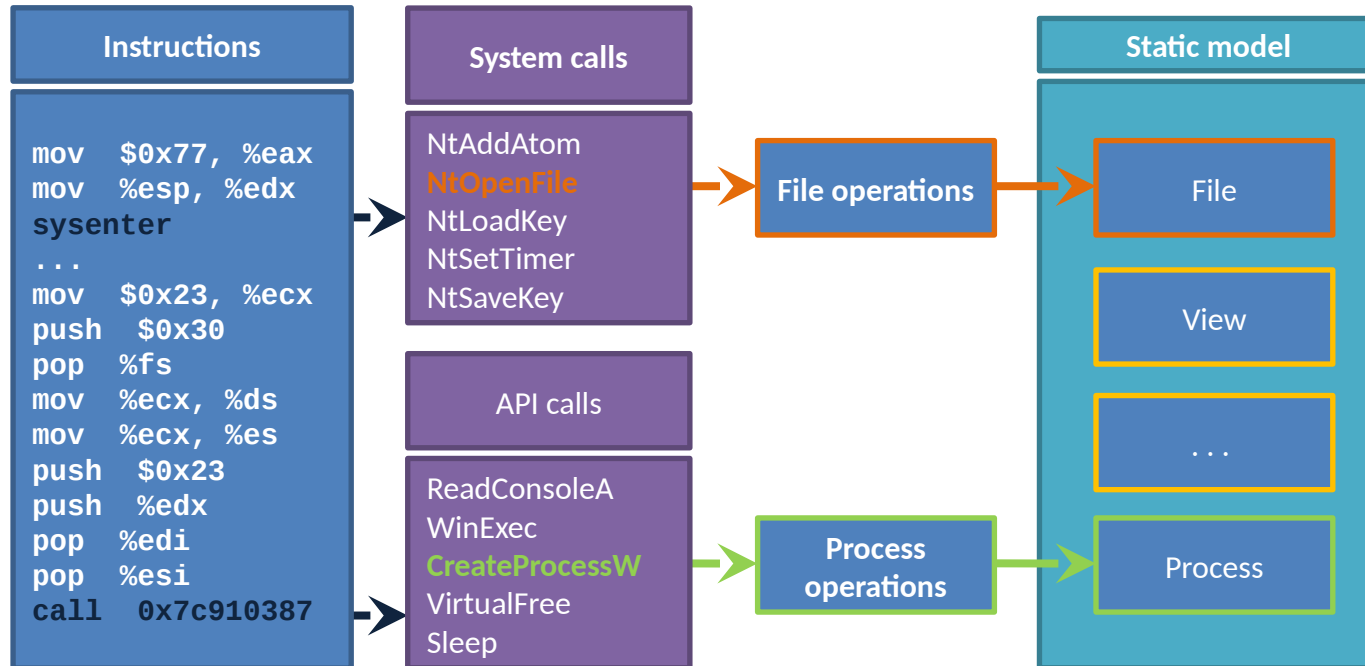 Instructions
mov $0x77, %eax
mov %esp, %edx
sysenter
...
mov $0x23, %ecx
push $0x30
pop %fs
mov %ecx, %ds
mov %ecx, %es
push $0x23
push %edx
pop %edi
pop %esi
call 0x7c910387
System calls
NtAddAtom
NtOpenFile
NtLoadKey
NtSetTimer
NtSaveKey
API calls
ReadConsoleA
WinExec
CreateProcessW
VirtualFree
Sleep
File operations
Process
operations
Static model
File
View
...
Process